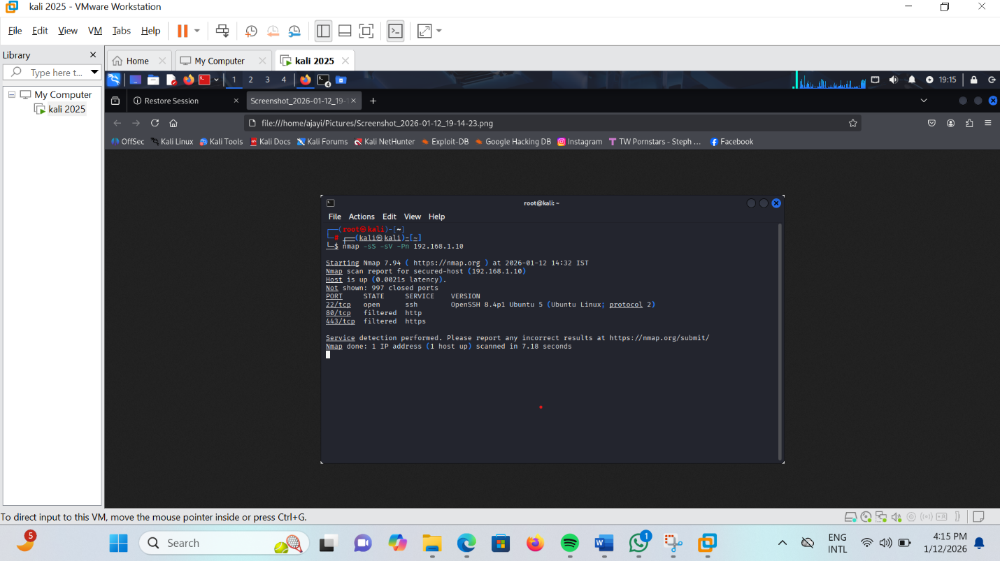 kali 2025 - VMware Workstation
File Edit View VM Tabs Help
Library
Home My Computer kali 2025
Type here t...
1 2 3 4 4 19:15
My Computer
kali 2025
Restore Session Screenshot_2026-01-12_19-1
file:///home/ajayi/Pictures/Screenshot_2026-01-12_19-14-23.png
OffSec Kali Linux Kali Tools Kali Docs Kali Forums Kali NetHunter Exploit-DB Google Hacking DB Instagram TW Pornstars - Steph ... Facebook
root@kali: ~
File Actions Edit View Help
┌──(root㉿kali)-[~]
└─# ┌──(kali㉿kali)-[~]
└─$ nmap -sS -sV -Pn 192.168.1.10
Starting Nmap 7.94 ( https://nmap.org ) at 2026-01-12 14:32 IST
Nmap scan report for secured-host (192.168.1.10)
Host is up (0.0021s latency).
Not shown: 997 closed ports
PORT STATE SERVICE VERSION
22/tcp open ssh OpenSSH 8.4p1 Ubuntu 5 (Ubuntu Linux; protocol 2)
80/tcp filtered http
443/tcp filtered https
Service detection performed. Please report any incorrect results at https://nmap.org/submit/
Nmap done: 1 IP address (1 host up) scanned in 7.18 seconds
To direct input to this VM, move the mouse pointer inside or press Ctrl+G.
5 Search 1 ENG INTL 4:15 PM
1/12/2026